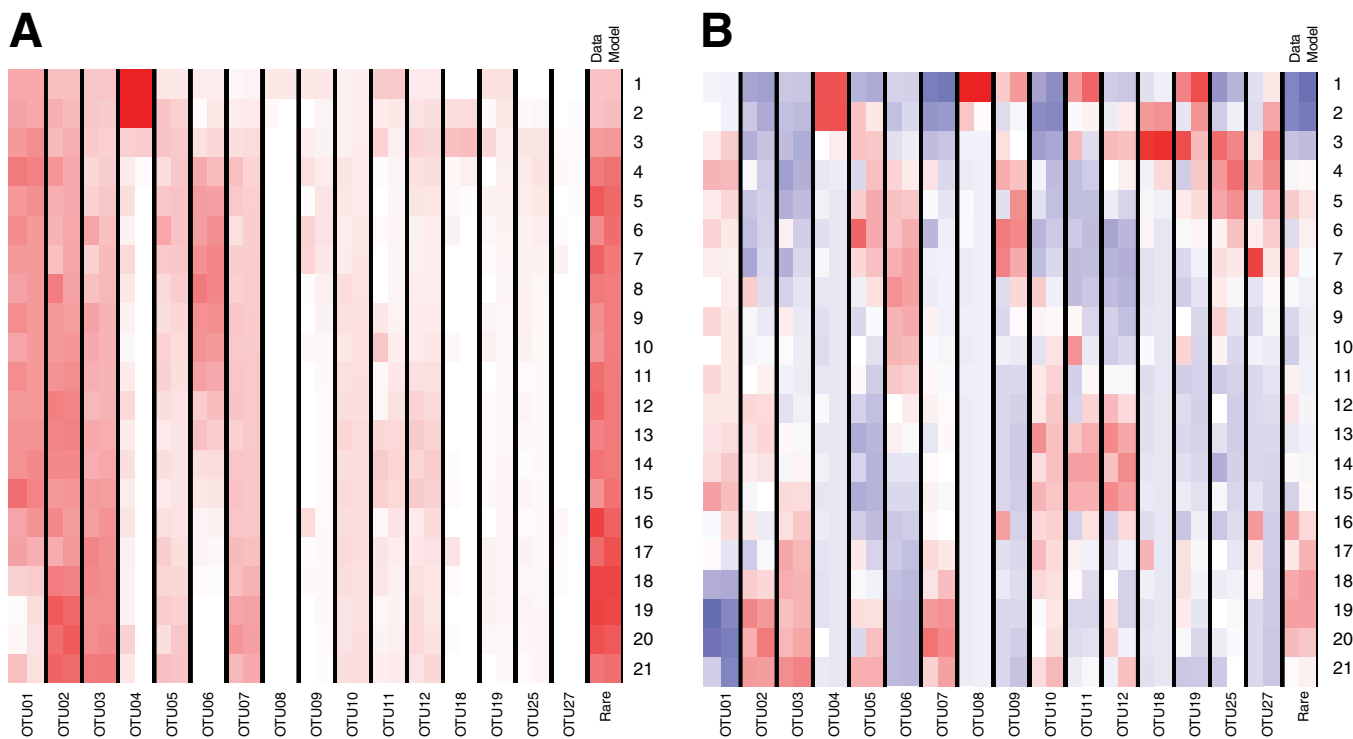 A
B
Data
Model
Data
Model
1
2
3
4
5
6
7
8
9
10
11
12
13
14
15
16
17
18
19
20
21
1
2
3
4
5
6
7
8
9
10
11
12
13
14
15
16
17
18
19
20
21
OTU01
OTU02
OTU03
OTU04
OTU05
OTU06
OTU07
OTU08
OTU09
OTU10
OTU11
OTU12
OTU18
OTU19
OTU25
OTU27
Rare
OTU01
OTU02
OTU03
OTU04
OTU05
OTU06
OTU07
OTU08
OTU09
OTU10
OTU11
OTU12
OTU18
OTU19
OTU25
OTU27
Rare